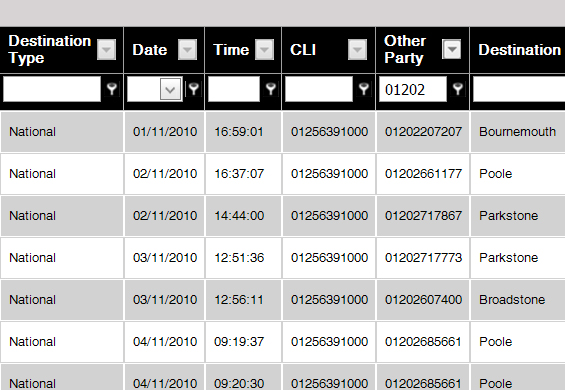 Destination Type Date Time CLI Other Party Destination
01202
National 01/11/2010 16:59:01 01256391000 01202207207 Bournemouth
National 02/11/2010 16:37:07 01256391000 01202661177 Poole
National 02/11/2010 14:44:00 01256391000 01202717867 Parkstone
National 03/11/2010 12:51:36 01256391000 01202717773 Parkstone
National 03/11/2010 12:56:11 01256391000 01202607400 Broadstone
National 04/11/2010 09:19:37 01256391000 01202685661 Poole
National 04/11/2010 09:20:30 01256391000 01202685661 Poole